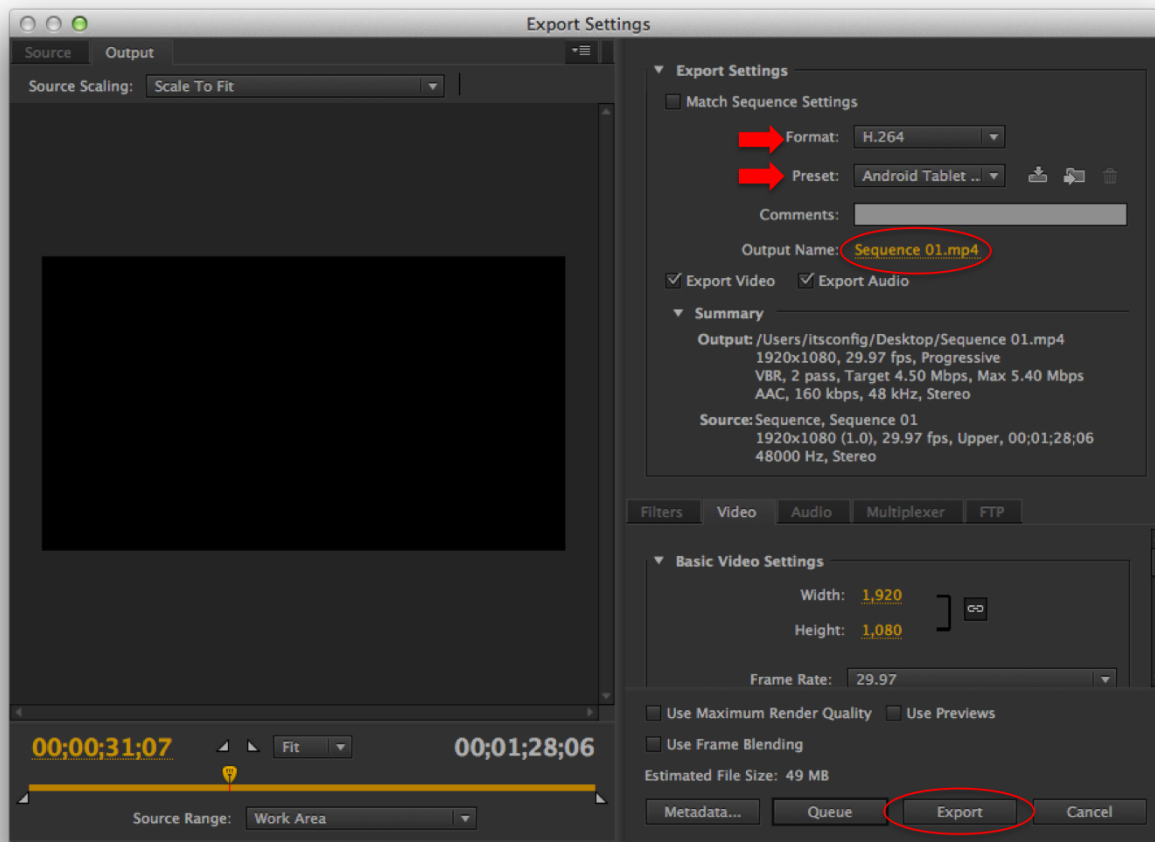 Export Settings
Source Output
Source Scaling: Scale To Fit
00;00;31;07 Fit 00;01;28;06
Source Range: Work Area
Export Settings
Match Sequence Settings
Format: H.264
Preset: Android Tablet ...
Comments:
Output Name: Sequence 01.mp4
Export Video Export Audio
Summary
Output: /Users/itsconfig/Desktop/Sequence 01.mp4
1920x1080, 29.97 fps, Progressive
VBR, 2 pass, Target 4.50 Mbps, Max 5.40 Mbps
AAC, 160 kbps, 48 kHz, Stereo
Source: Sequence, Sequence 01
1920x1080 (1.0), 29.97 fps, Upper, 00;01;28;06
48000 Hz, Stereo
Filters Video Audio Multiplexer FTP
Basic Video Settings
Width: 1,920
Height: 1,080
Frame Rate: 29.97
Use Maximum Render Quality Use Previews
Use Frame Blending
Estimated File Size: 49 MB
Metadata... Queue Export Cancel